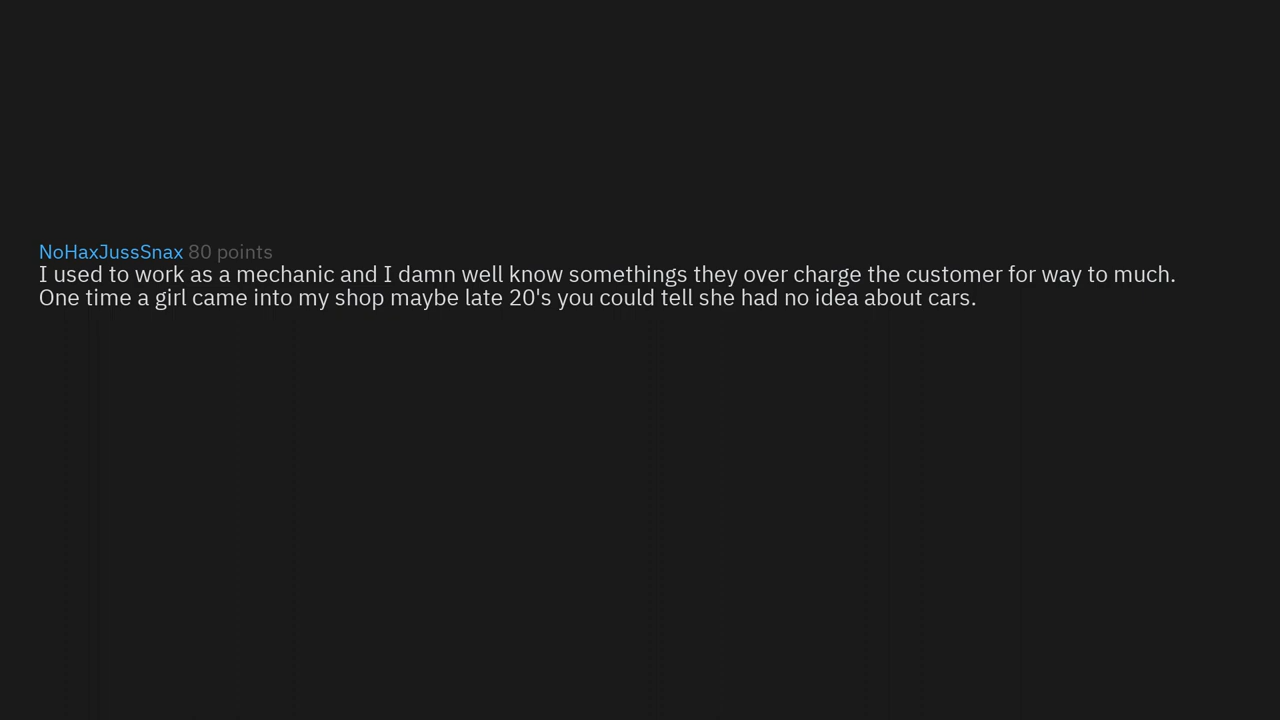 NoHaxJussSnax 80 points
I used to work as a mechanic and I damn well know somethings they over charge the customer for way to much.
One time a girl came into my shop maybe late 20's you could tell she had no idea about cars.